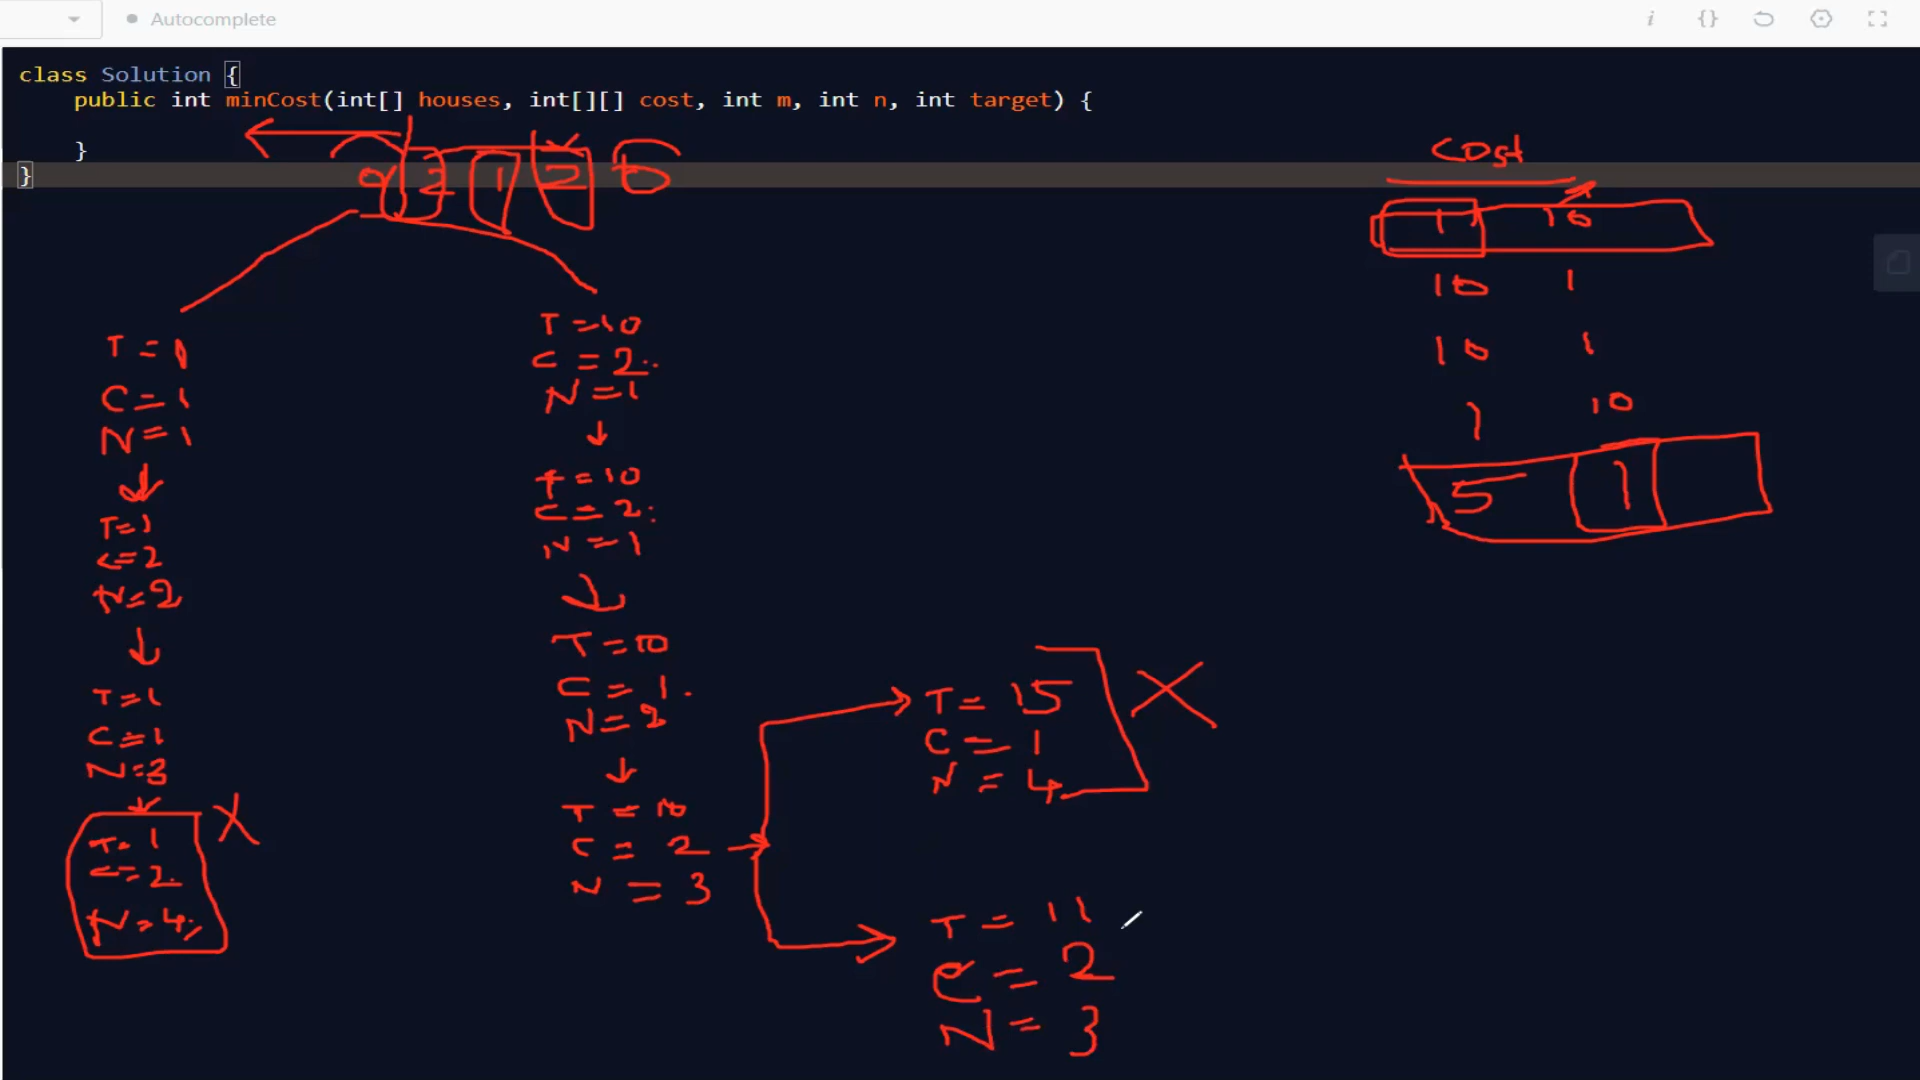 Autocomplete
class Solution {
public int minCost(int[] houses, int[][] cost, int m, int n, int target) {
}
}
0 2 1 2 0
cost
1 10
10 1
10 1
1 10
5 1
C = 1
N = 1
T = 1
C = 2
N = 2
T = 1
C = 1
N = 3
T = 1
C = 2
N = 4
X
T = 10
C = 2
N = 1
T = 10
C = 2
N = 1
T = 10
C = 1
N = 2
T = 10
C = 2
N = 3
T = 15
C = 1
N = 4
X
T = 11
C = 2
N = 3